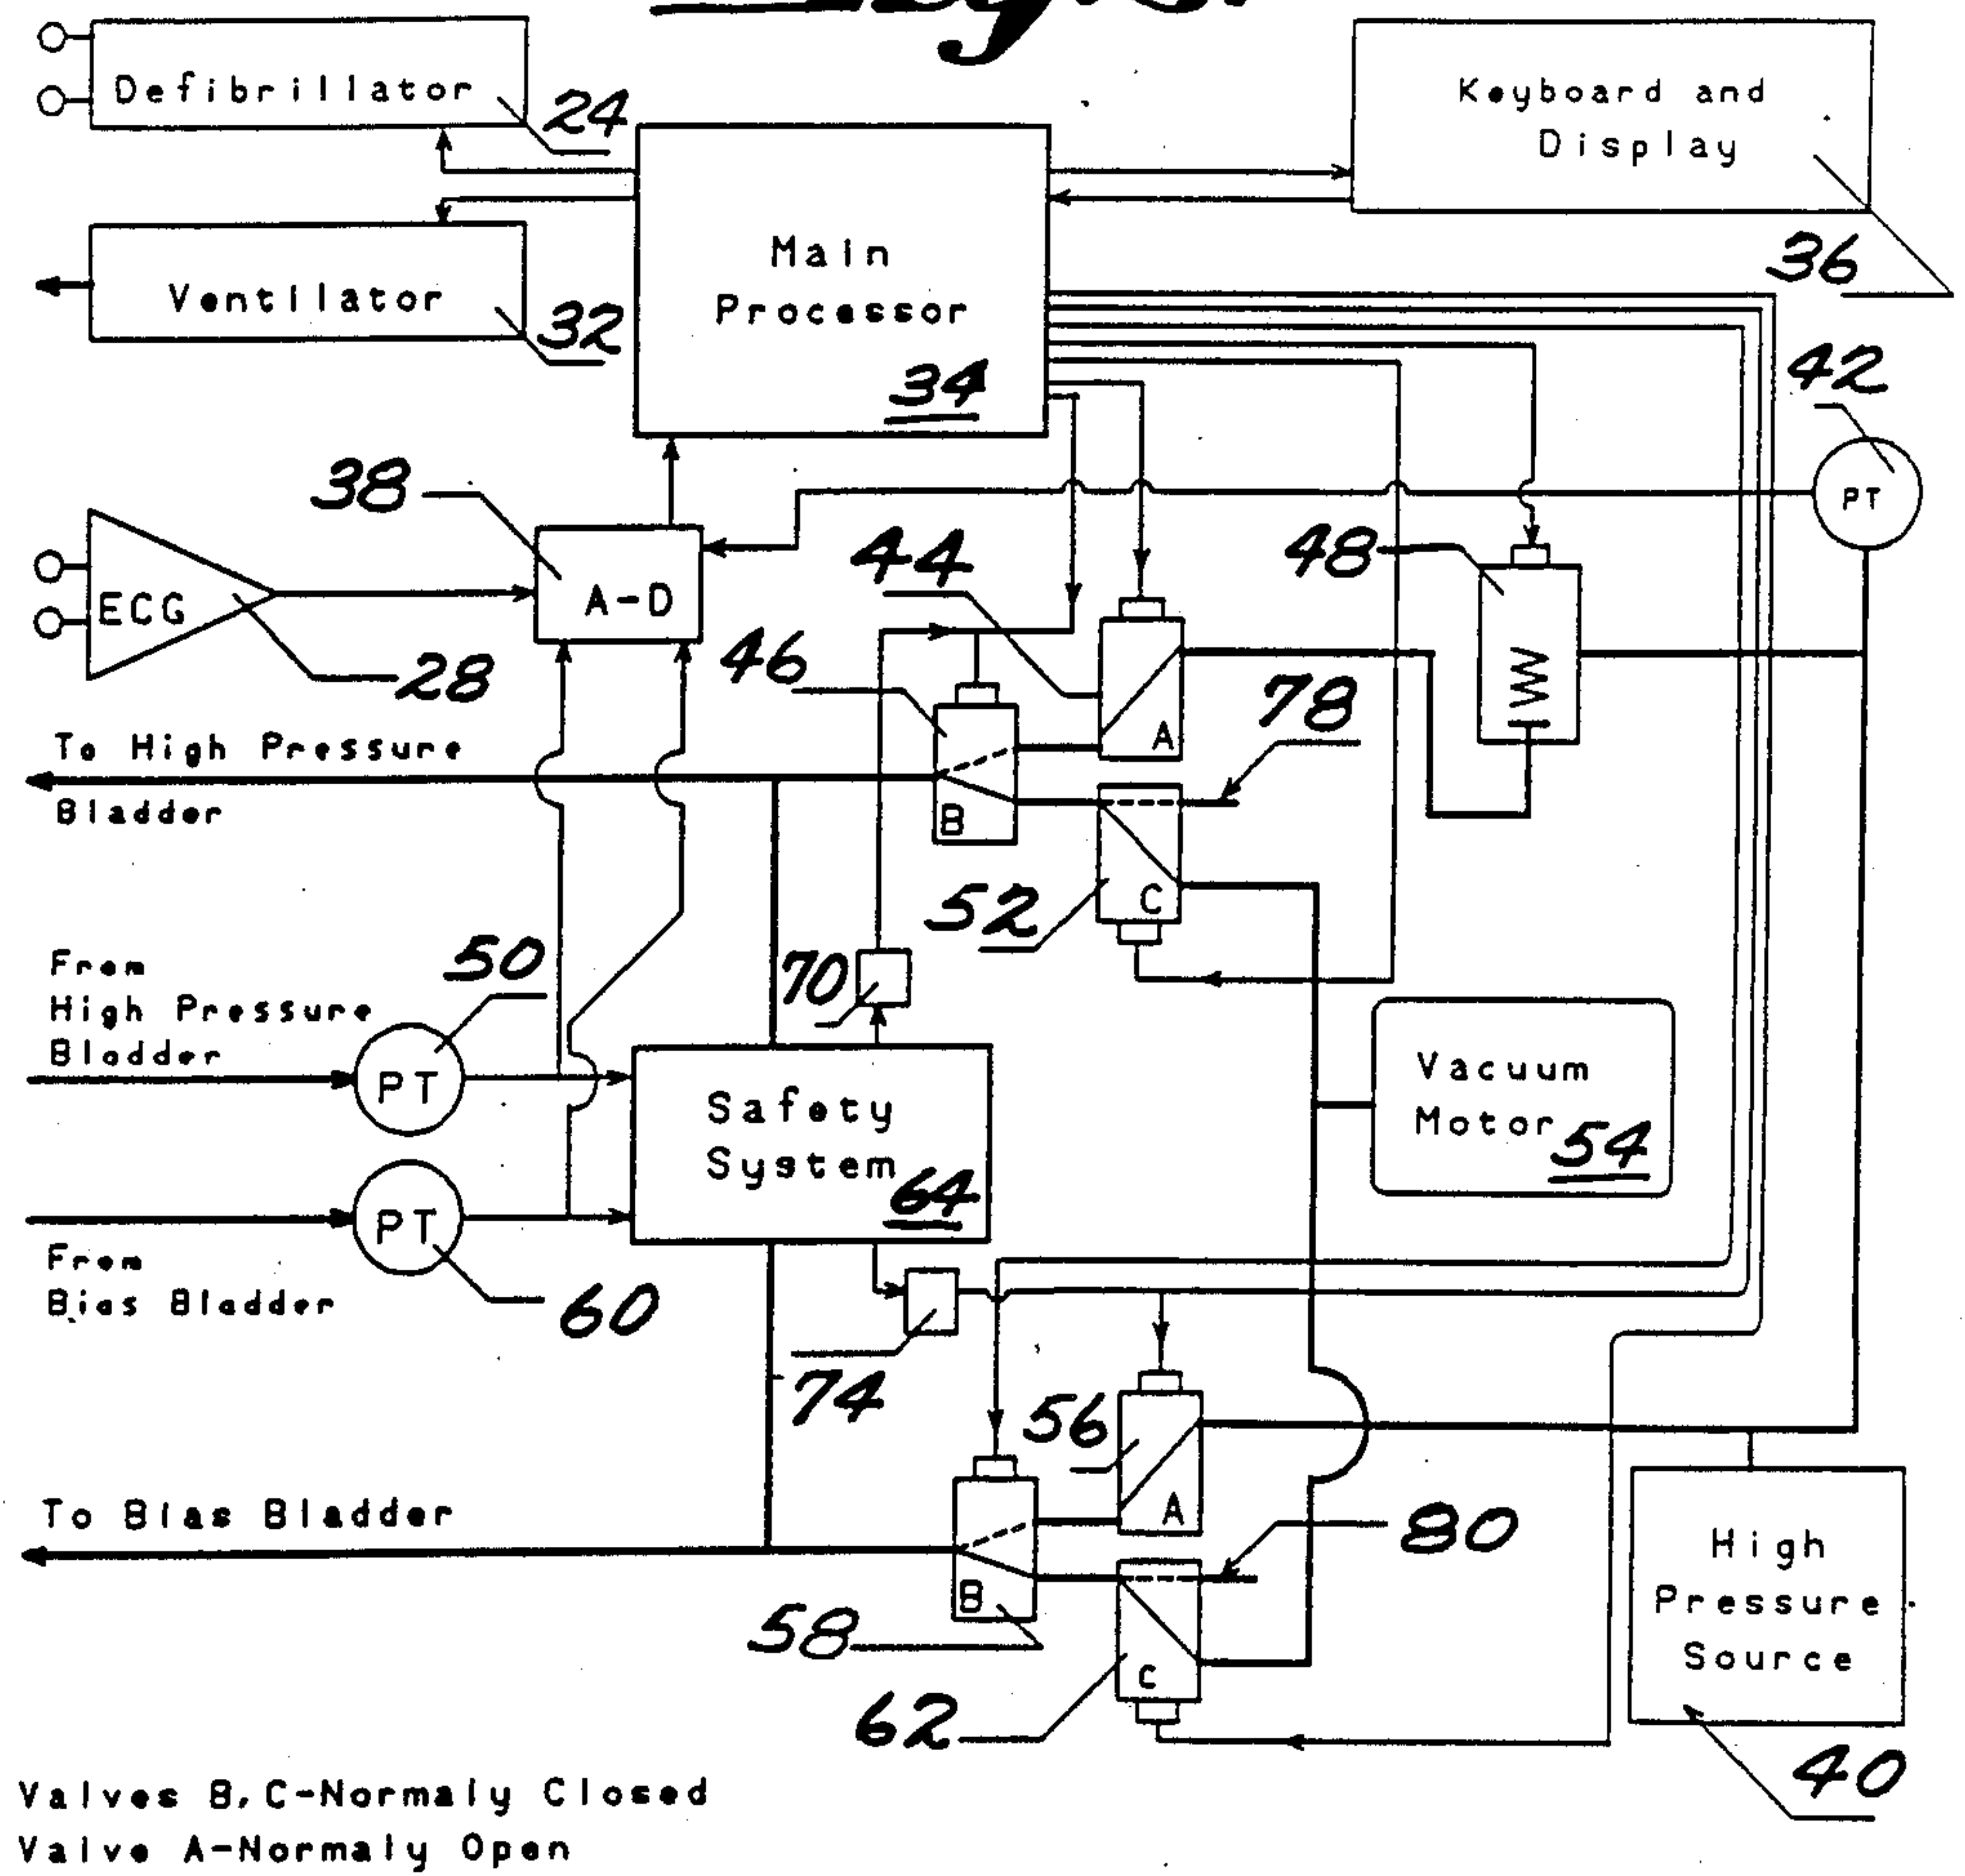 Defibrillator
24
Keyboard and
Display
36
Main
Processor
34
Ventilator
32
42
PT
38
A-D
ECG
28
44
48
46
A
78
B
To High Pressure
Bladder
52
C
70
From
High Pressure
Bladder
50
PT
Safety
System
64
Vacuum
Motor
54
PT
From
Bias Bladder
60
74
56
A
To Bias Bladder
B
58
80
C
62
High
Pressure
Source
40
Valves B, C-Normaly Closed
Valve A-Normaly Open